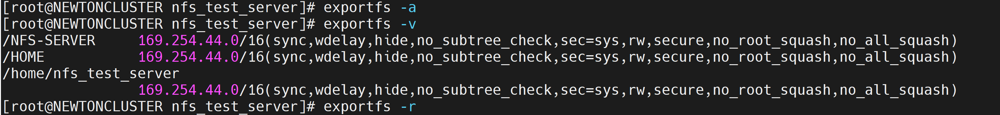 [root@NEWTONCLUSTER nfs_test_server]# exportfs -a
[root@NEWTONCLUSTER nfs_test_server]# exportfs -v
/NFS-SERVER     169.254.44.0/16(sync,wdelay,hide,no_subtree_check,sec=sys,rw,secure,no_root_squash,no_all_squash)
/HOME           169.254.44.0/16(sync,wdelay,hide,no_subtree_check,sec=sys,rw,secure,no_root_squash,no_all_squash)
/home/nfs_test_server
                169.254.44.0/16(sync,wdelay,hide,no_subtree_check,sec=sys,rw,secure,no_root_squash,no_all_squash)
[root@NEWTONCLUSTER nfs_test_server]# exportfs -r